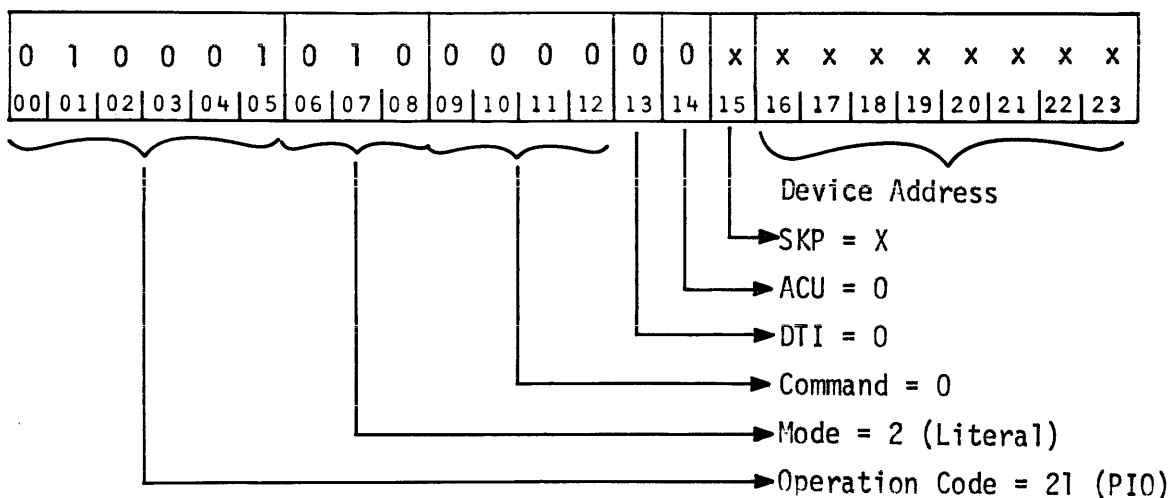 0 1 0 0 0 1 0 1 0 0 0 0 0 0 0 x x x x x x x x x
00 01 02 03 04 05 06 07 08 09 10 11 12 13 14 15 16 17 18 19 20 21 22 23
Device Address
SKP = X
ACU = 0
DTI = 0
Command = 0
Mode = 2 (Literal)
Operation Code = 21 (PIO)